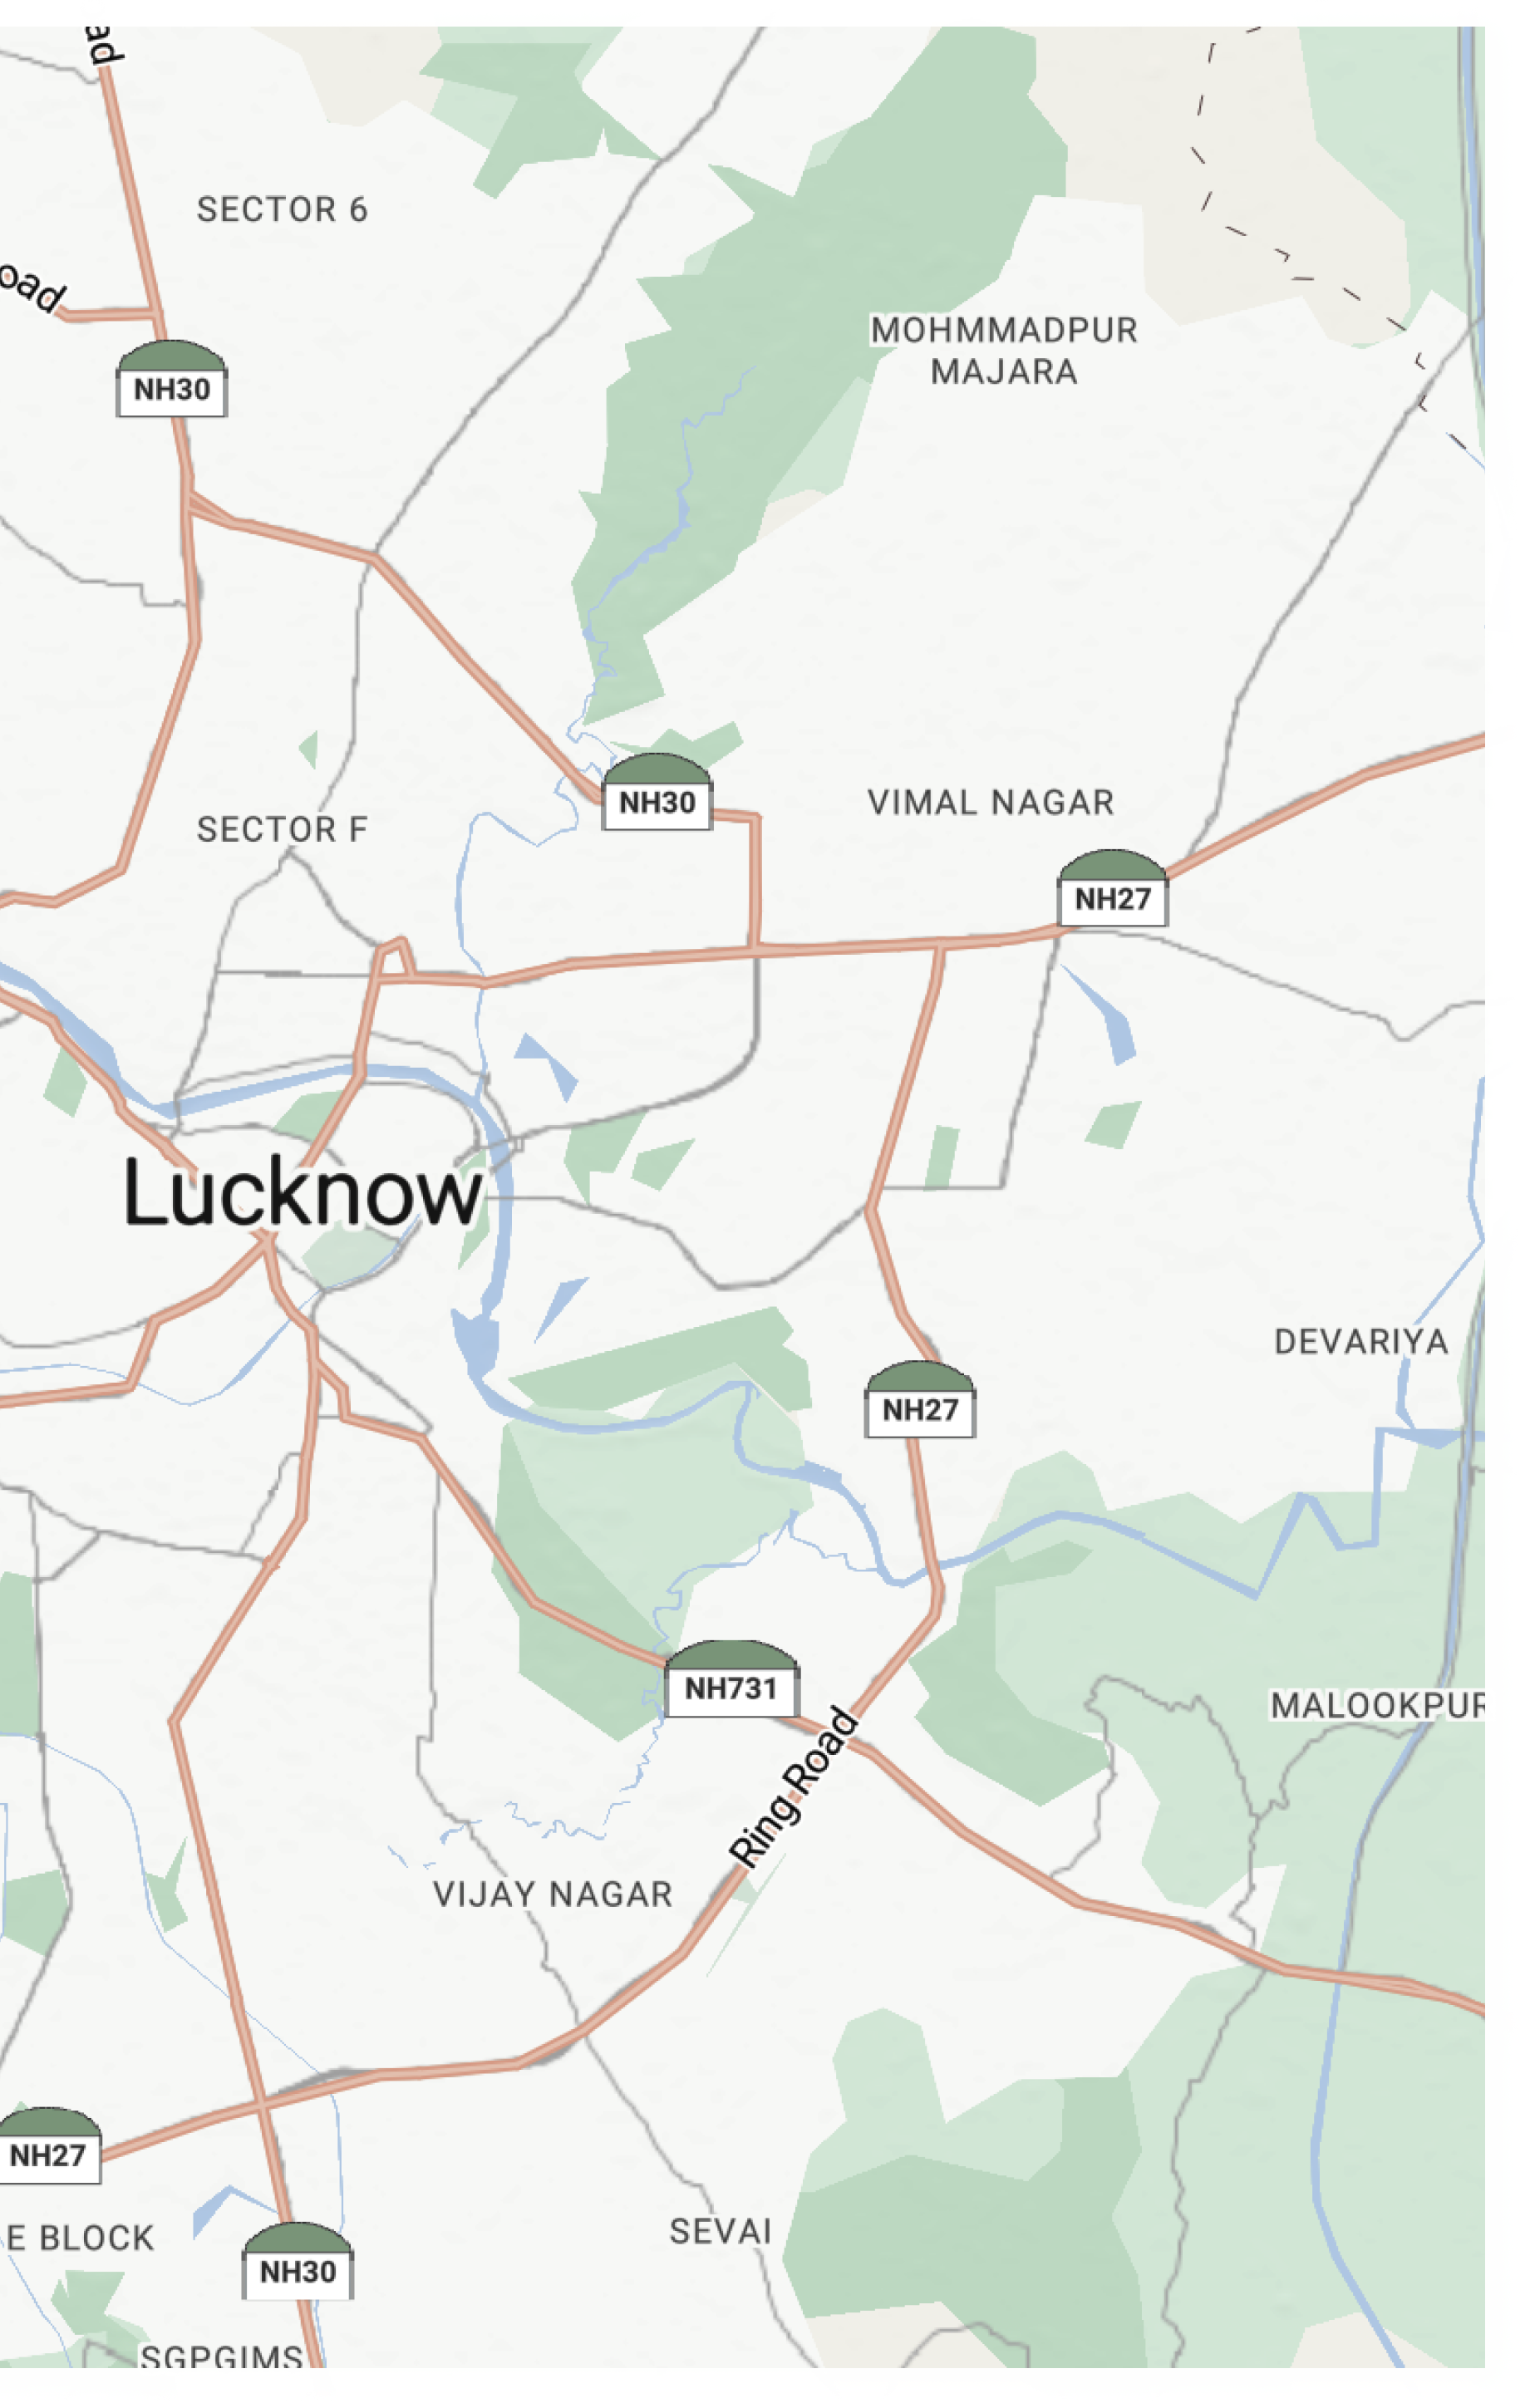 ad
SECTOR 6
oad
MOHMMADPUR
MAJARA
NH30
NH30
VIMAL NAGAR
SECTOR F
NH27
Lucknow
DEVARIYA
NH27
NH731
MALOOKPUR
Ring Road
VIJAY NAGAR
NH27
E BLOCK
SEVAI
NH30
SGPGIMS